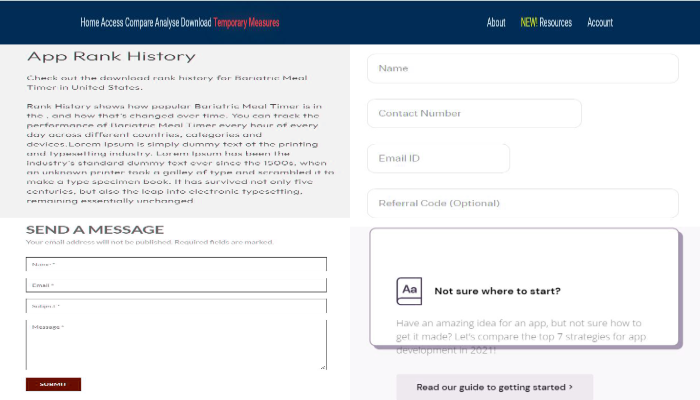 Home Access Compare Analyse Download Temporary Measures
About NEW! Resources Account
App Rank History
Check out the download rank history for Bariatric Meal
Timer in United States.
Rank History shows how popular Bariatric Meal Timer is in
the , and how that's changed over time. You can track the
performance of Bariatric Meal Timer every hour of every
day across different countries, categories and
devices.Lorem Ipsum is simply dummy text of the printing
and typesetting industry. Lorem Ipsum has been the
industry's standard dummy text ever since the 1500s, when
an unknown printer took a galley of type and scrambled it to
make a type specimen book. It has survived not only five
centuries, but also the leap into electronic typesetting,
remaining essentially unchanged.
SEND A MESSAGE
Your email address will not be published. Required fields are marked.
Name *
Email *
Subject *
Message *
SUBMIT
Name
Contact Number
Email ID
Referral Code (Optional)
Aa
Not sure where to start?
Have an amazing idea for an app, but not sure how to
get it made? Let's compare the top 7 strategies for app
development in 2021!
Read our guide to getting started >